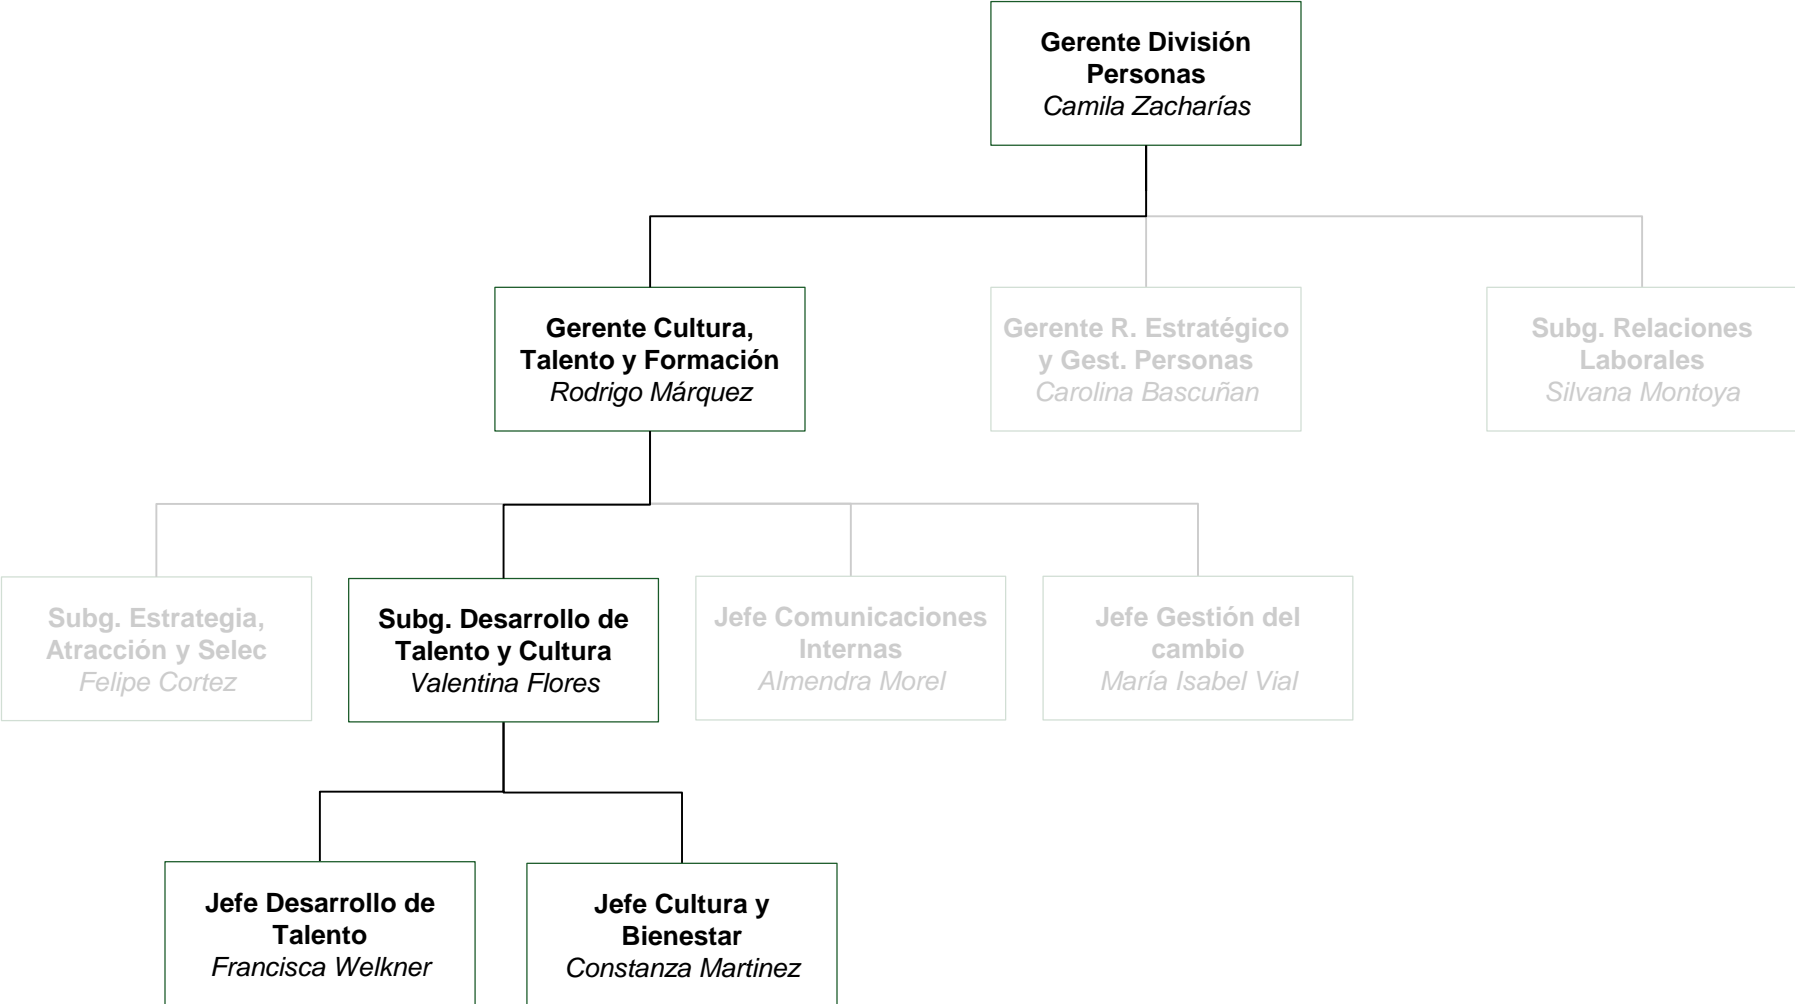 Gerente División
Personas
Camila Zacharías
Gerente Cultura,
Talento y Formación
Rodrigo Márquez
Gerente R. Estratégico
y Gest. Personas
Carolina Bascuñan
Subg. Relaciones
Laborales
Silvana Montoya
Subg. Estrategia,
Atracción y Selec
Felipe Cortez
Subg. Desarrollo de
Talento y Cultura
Valentina Flores
Jefe Comunicaciones
Internas
Almendra Morel
Jefe Gestión del
cambio
María Isabel Vial
Jefe Desarrollo de
Talento
Francisca Welkner
Jefe Cultura y
Bienestar
Constanza Martinez